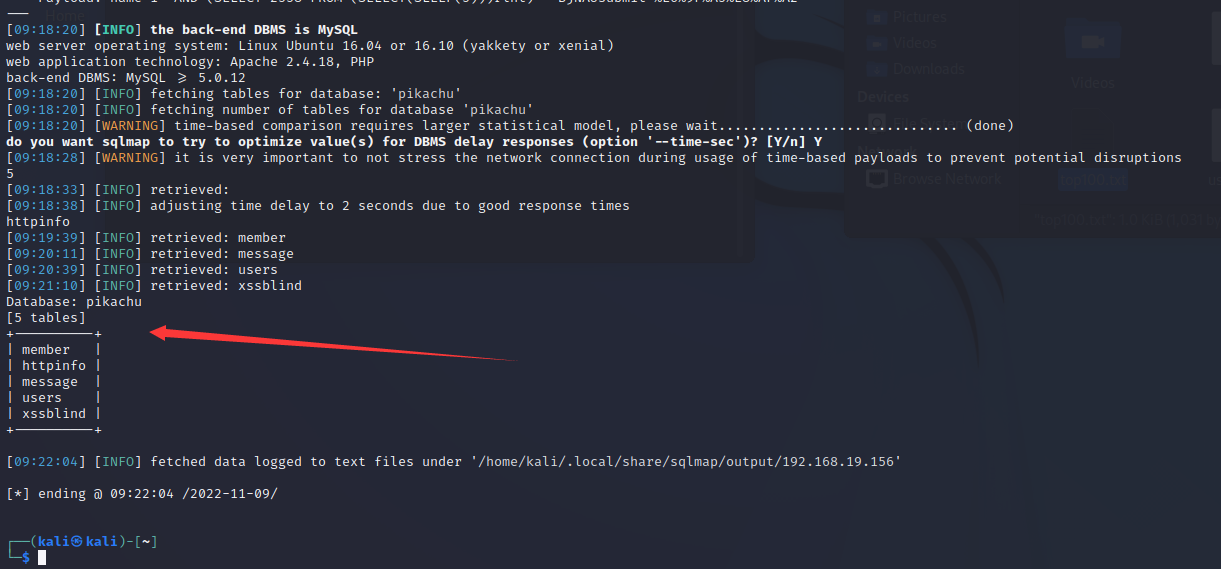 [09:18:20] [INFO] the back-end DBMS is MySQL
web server operating system: Linux Ubuntu 16.04 or 16.10 (yakkety or xenial)
web application technology: Apache 2.4.18, PHP
back-end DBMS: MySQL ⩾ 5.0.12
[09:18:20] [INFO] fetching tables for database: 'pikachu'
[09:18:20] [INFO] fetching number of tables for database 'pikachu'
[09:18:20] [WARNING] time-based comparison requires larger statistical model, please wait.............................. (done)
do you want sqlmap to try to optimize value(s) for DBMS delay responses (option '--time-sec')? [Y/n] Y
[09:18:28] [WARNING] it is very important to not stress the network connection during usage of time-based payloads to prevent potential disruptions
5
[09:18:33] [INFO] retrieved:
[09:18:38] [INFO] adjusting time delay to 2 seconds due to good response times
httpinfo
[09:19:39] [INFO] retrieved: member
[09:20:11] [INFO] retrieved: message
[09:20:39] [INFO] retrieved: users
[09:21:10] [INFO] retrieved: xssblind
Database: pikachu
[5 tables]
+----------+
| member   |
| httpinfo |
| message  |
| users    |
| xssblind |
+----------+
[09:22:04] [INFO] fetched data logged to text files under '/home/kali/.local/share/sqlmap/output/192.168.19.156'
[*] ending @ 09:22:04 /2022-11-09/
┌──(kali㉿kali)-[~]
└─$
Pictures
Videos
Downloads
Devices
File System
Browse Network
Videos